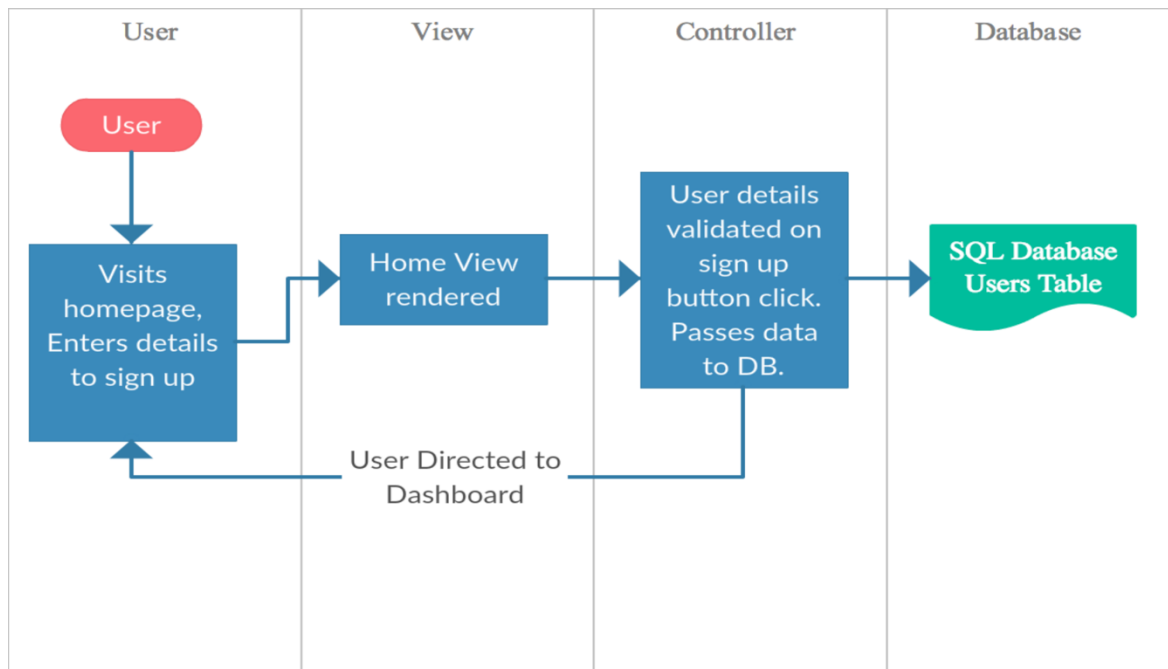 User
View
Controller
Database
User
Visits
homepage,
Enters details
to sign up
Home View
rendered
User details
validated on
sign up
button click.
Passes data
to DB.
SQL Database
Users Table
User Directed to
Dashboard